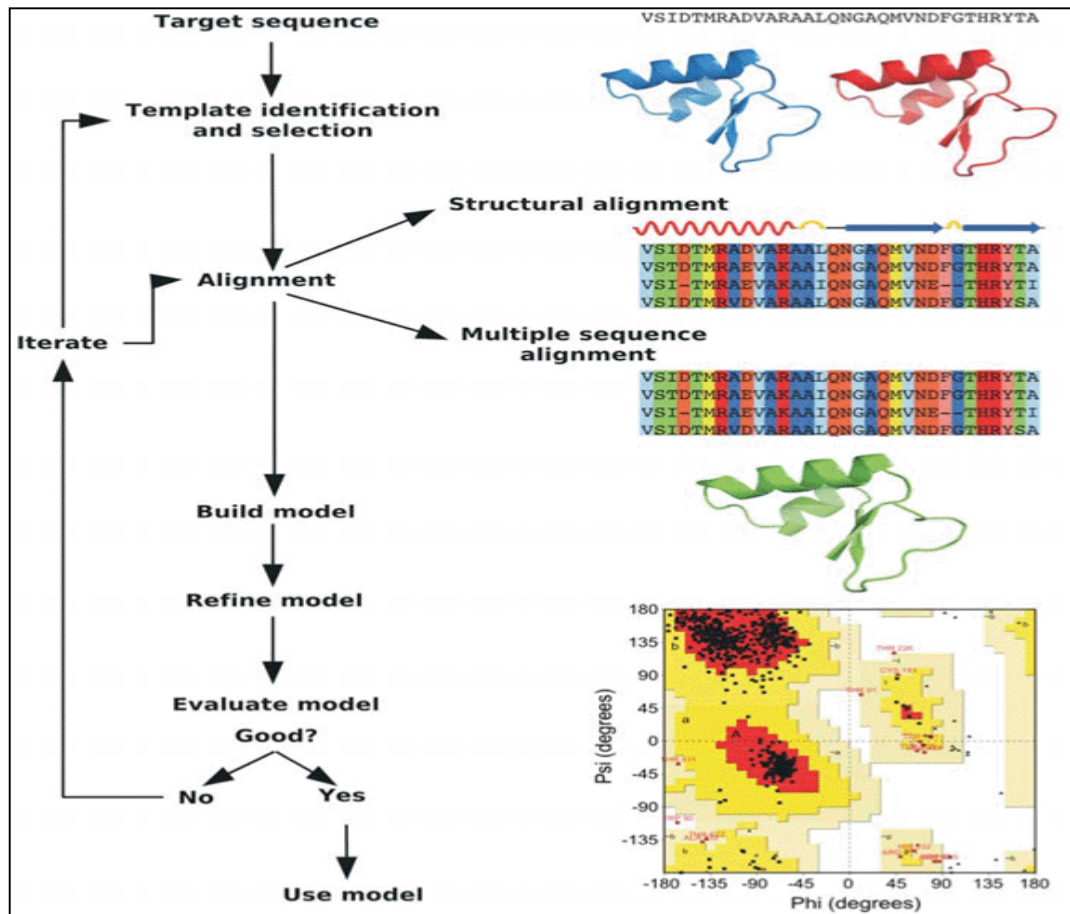 Target sequence
VSIDTMRADVARAALQNGAQMVNDFGTHRYTA
Template identification
and selection
Structural alignment
Alignment
VSIDTMRADVARAALQNGAQMVNDFGTHRYTA
VSTDTMRAEVAKAAIQNGAQMVNDFGTHRYTA
VSI-TMRAEVARAAIQNGAQMVNE--THRYTI
VSIDTMRVDVARAALQNGAQMVNDFGTHRYSA
Iterate
Multiple sequence
alignment
VSIDTMRADVARAALQNGAQMVNDFGTHRYTA
VSTDTMRAEVAKAAIQNGAQMVNDFGTHRYTA
VSI-TMRAEVAKAAIQNGAQMVNE--THRYTI
VSIDTMRVDVARAALQNGAQMVNDFGTHRYSA
Build model
Refine model
Evaluate model
Good?
No
Yes
Use model
180
135
90
45
0
-45
-90
-135
Psi (degrees)
b
a
A
THR 226
-180 -135 -90 -45 0 45 90 135 180
Phi (degrees)